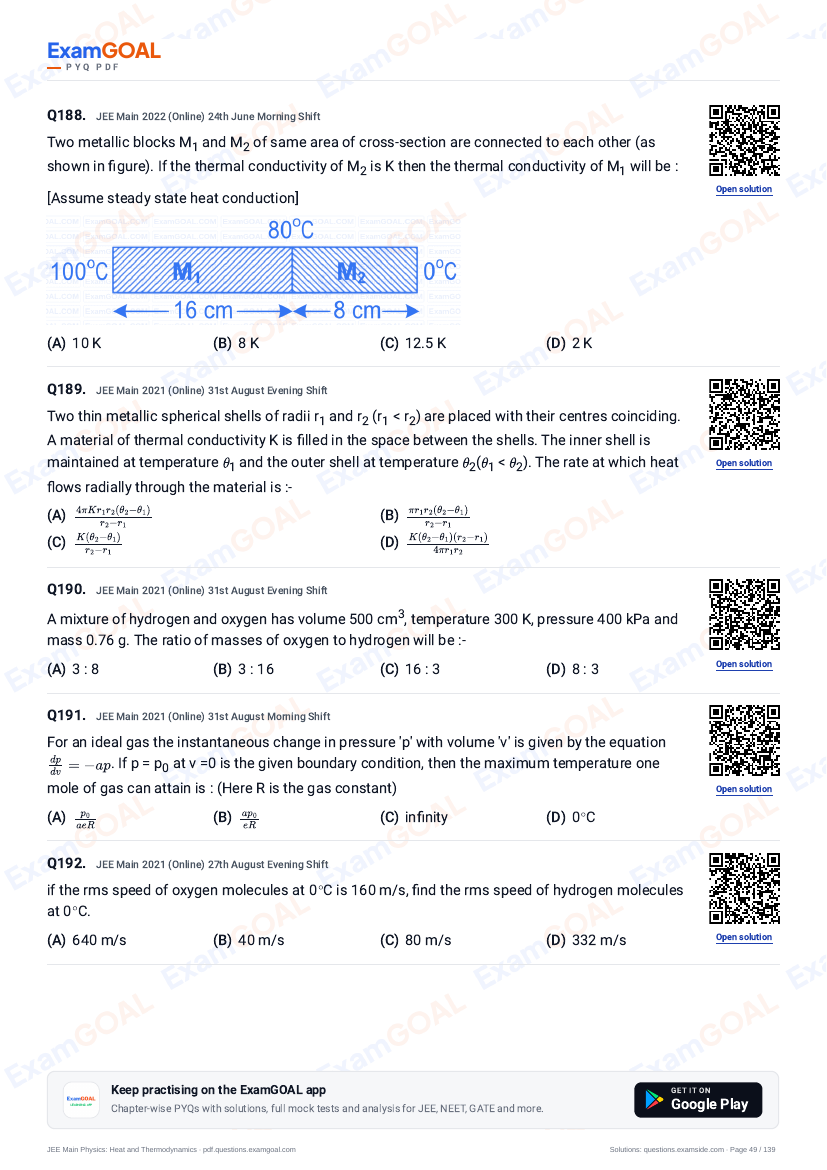 ExamGOAL
PYQ PDF
Q188. JEE Main 2022 (Online) 24th June Morning Shift
Two metallic blocks M₁ and M₂ of same area of cross-section are connected to each other (as
shown in figure). If the thermal conductivity of M₂ is K then the thermal conductivity of M₁ will be :
[Assume steady state heat conduction]
Open solution
80°C
100°C M₁ M₂ 0°C
16 cm 8 cm
(A) 10 K (B) 8 K (C) 12.5 K (D) 2 K
Q189. JEE Main 2021 (Online) 31st August Evening Shift
Two thin metallic spherical shells of radii r₁ and r₂ (r₁ < r₂) are placed with their centres coinciding.
A material of thermal conductivity K is filled in the space between the shells. The inner shell is
maintained at temperature θ₁ and the outer shell at temperature θ₂(θ₁ < θ₂). The rate at which heat
flows radially through the material is :-
Open solution
(A) 4πKr₁r₂(θ₂−θ₁)/r₂−r₁ (B) πr₁r₂(θ₂−θ₁)/r₂−r₁
(C) K(θ₂−θ₁)/r₂−r₁ (D) K(θ₂−θ₁)(r₂−r₁)/4πr₁r₂
Q190. JEE Main 2021 (Online) 31st August Evening Shift
A mixture of hydrogen and oxygen has volume 500 cm³, temperature 300 K, pressure 400 kPa and
mass 0.76 g. The ratio of masses of oxygen to hydrogen will be :-
Open solution
(A) 3 : 8 (B) 3 : 16 (C) 16 : 3 (D) 8 : 3
Q191. JEE Main 2021 (Online) 31st August Morning Shift
For an ideal gas the instantaneous change in pressure 'p' with volume 'v' is given by the equation
dp/dv = −ap. If p = p₀ at v =0 is the given boundary condition, then the maximum temperature one
mole of gas can attain is : (Here R is the gas constant)
Open solution
(A) p₀/aeR (B) ap₀/eR (C) infinity (D) 0°C
Q192. JEE Main 2021 (Online) 27th August Evening Shift
if the rms speed of oxygen molecules at 0°C is 160 m/s, find the rms speed of hydrogen molecules
at 0°C.
Open solution
(A) 640 m/s (B) 40 m/s (C) 80 m/s (D) 332 m/s
Keep practising on the ExamGOAL app
Chapter-wise PYQs with solutions, full mock tests and analysis for JEE, NEET, GATE and more.
GET IT ON
Google Play
JEE Main Physics: Heat and Thermodynamics · pdf.questions.examgoal.com
Solutions: questions.examside.com · Page 49 / 139